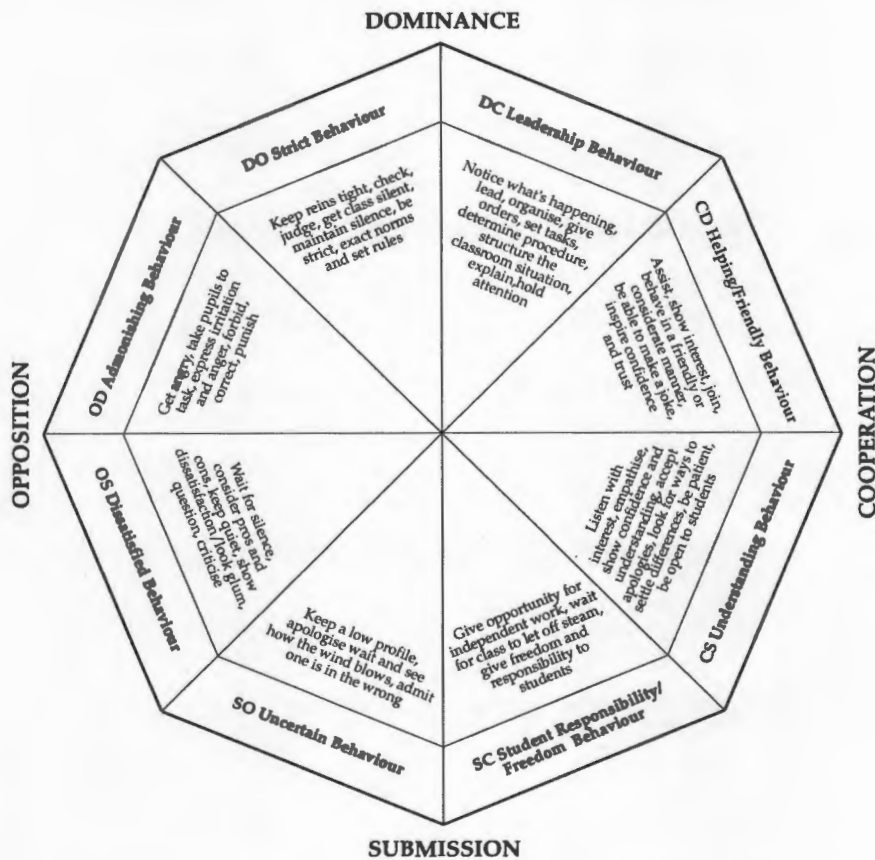 DOMINANCE
DC Leadership Behaviour
Notice what's happening,
lead, organise, give
orders, set tasks,
determine procedure,
structure the
classroom situation,
explain,hold
attention
CD Helping/Friendly Behaviour
Assist, show interest, join,
behave in a friendly or
considerate manner,
be able to make a joke,
inspire confidence
and trust
COOPERATION
CS Understanding Behaviour
Listen with
interest, empathise,
show confidence and
understanding, accept
apologies, look for ways to
settle differences, be patient,
be open to students
SC Student Responsibility/
Freedom Behaviour
Give opportunity for
independent work, wait
for class to let off steam,
give freedom and
responsibility to
students
SUBMISSION
SO Uncertain Behaviour
Keep a low profile,
apologise wait and see
how the wind blows, admit
one is in the wrong
OS Dissatisfied Behaviour
Wait for silence,
consider pros and
cons, keep quiet, show
dissatisfaction/look glum,
question, criticise
OPPOSITION
OD Admonishing Behaviour
Get angry, take pupils to
task, express irritation
and anger, forbid,
correct, punish
DO Strict Behaviour
Keep reins tight, check,
judge, get class silent,
maintain silence, be
strict, exact norms
and set rules